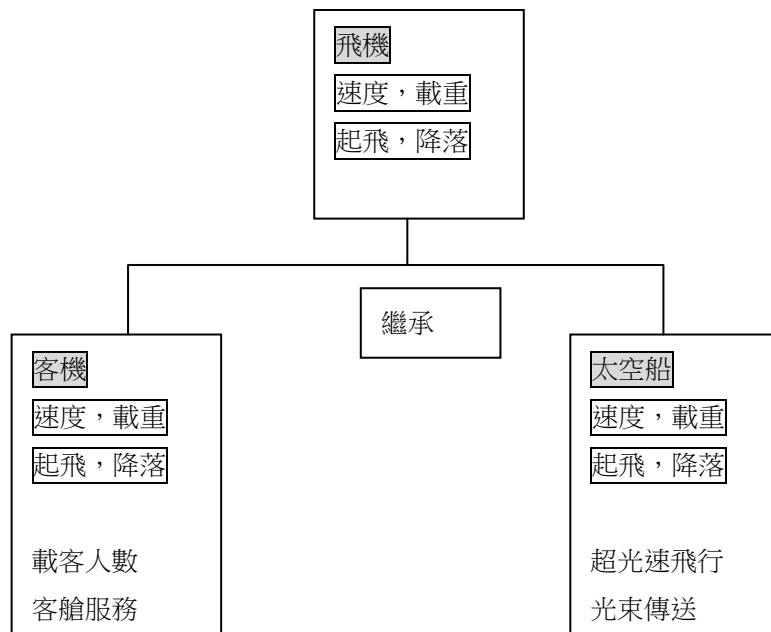 飛機
速度，載重
起飛，降落
繼承
客機
速度，載重
起飛，降落
載客人數
客艙服務
太空船
速度，載重
起飛，降落
超光速飛行
光束傳送